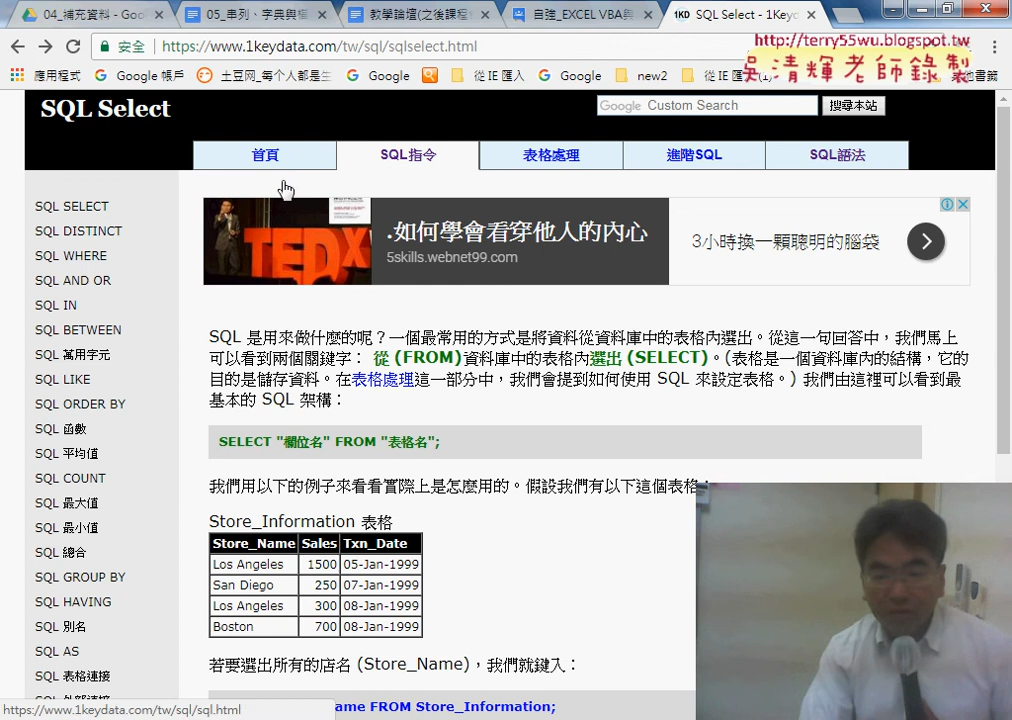 04_補充資料 - Goo
05_串列、字典與框
教學論壇(之後課程
自強_EXCEL VBA與
1KD SQL Select - 1Key
安全 https://www.1keydata.com/tw/sql/sqlselect.html
http://terry55wu.blogspot.tw
吳清輝老師錄製
應用程式
Google 帳戶
土豆网_每个人都是生
Google
從 IE 匯入
Google
new2
從 IE 匯入(1)
SQL Select
Google Custom Search
搜尋本站
首頁
SQL指令
表格處理
進階SQL
SQL語法
SQL SELECT
SQL DISTINCT
SQL WHERE
SQL AND OR
SQL IN
SQL BETWEEN
SQL 萬用字元
SQL LIKE
SQL ORDER BY
SQL 函數
SQL 平均值
SQL COUNT
SQL 最大值
SQL 最小值
SQL 總合
SQL GROUP BY
SQL HAVING
SQL 別名
SQL AS
SQL 表格連接
TEDx
.如何學會看穿他人的內心
5skills.webnet99.com
3小時換一顆聰明的腦袋
SQL 是用來做什麼的呢？一個最常用的方式是將資料從資料庫中的表格內選出。從這一句回答中，我們馬上
可以看到兩個關鍵字： 從 (FROM)資料庫中的表格內選出 (SELECT)。（表格是一個資料庫內的結構，它的
目的是儲存資料。在表格處理這一部分中，我們會提到如何使用 SQL 來設定表格。）我們由這裡可以看到最
基本的 SQL 架構：
SELECT "欄位名" FROM "表格名";
我們用以下的例子來看看實際上是怎麼用的。假設我們有以下這個表格：
Store_Information 表格
Store_Name Sales Txn_Date
Los Angeles 1500 05-Jan-1999
San Diego 250 07-Jan-1999
Los Angeles 300 08-Jan-1999
Boston 700 08-Jan-1999
若要選出所有的店名 (Store_Name)，我們就鍵入：
ame FROM Store_Information;
https://www.1keydata.com/tw/sql/sql.html